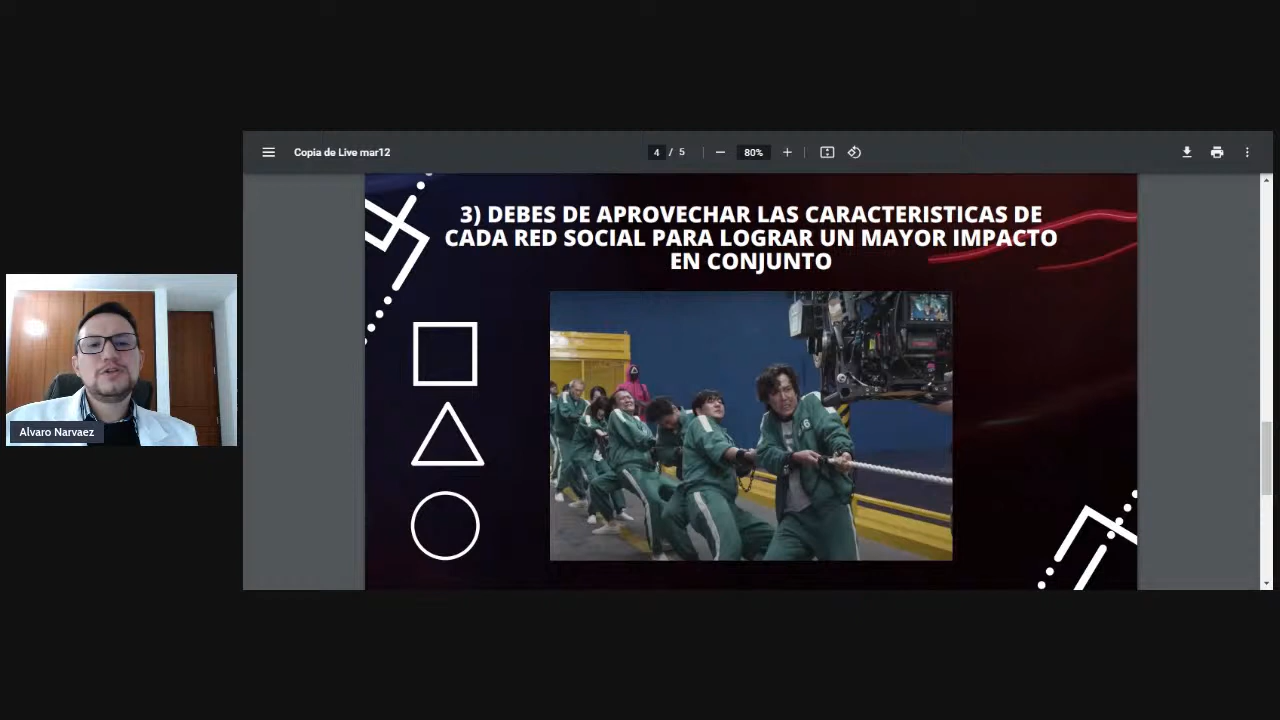 Copia de Live mar12
4 / 5
80%
3) DEBES DE APROVECHAR LAS CARACTERISTICAS DE
CADA RED SOCIAL PARA LOGRAR UN MAYOR IMPACTO
EN CONJUNTO
Alvaro Narvaez